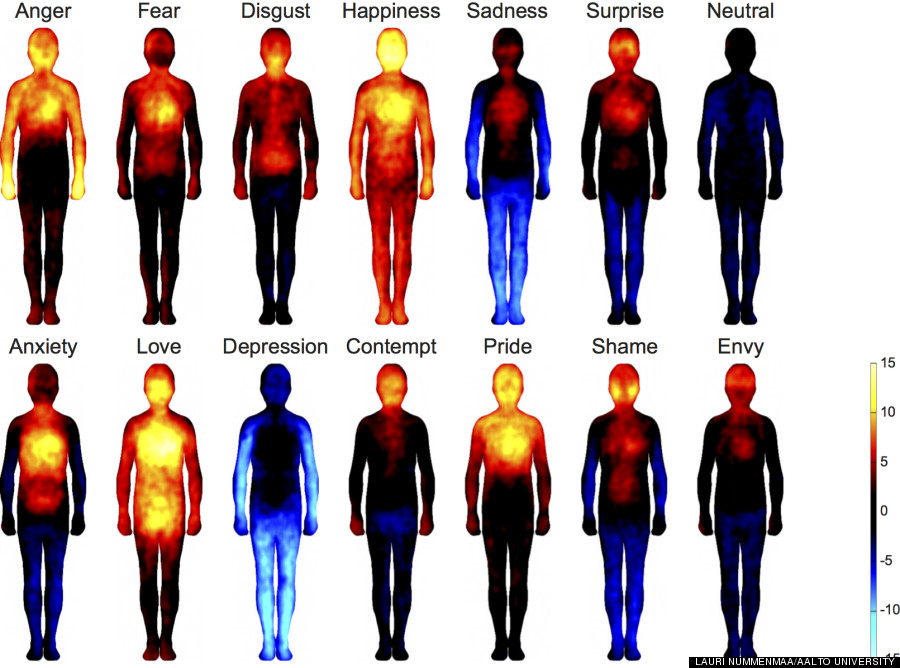 Anger Fear Disgust Happiness Sadness Surprise Neutral
Anxiety Love Depression Contempt Pride Shame Envy
15
10
5
0
-5
-10
LAURI NUMMENMAA/AALTO UNIVERSITY